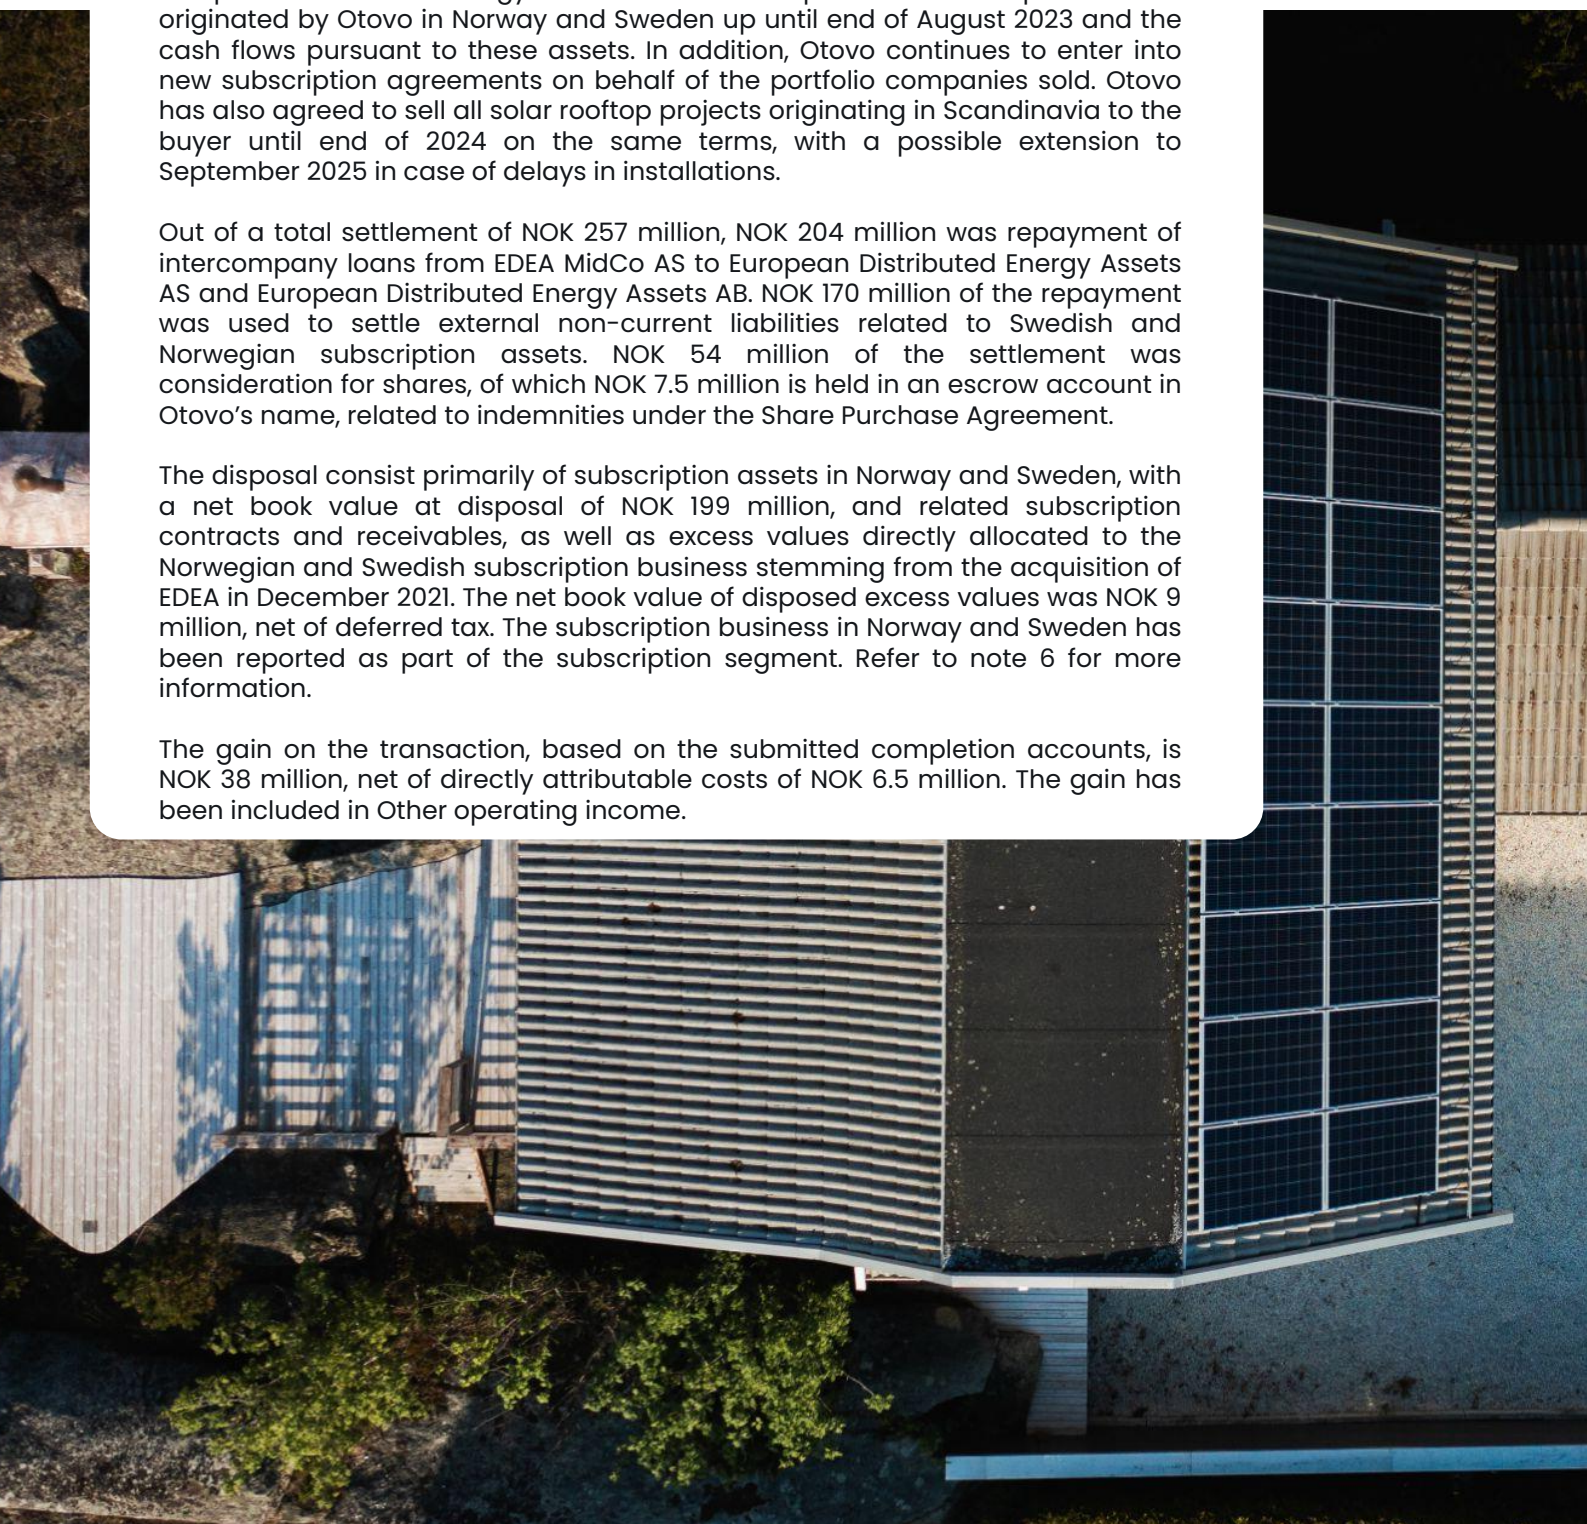 originated by Otovo in Norway and Sweden up until end of August 2023 and the
cash flows pursuant to these assets. In addition, Otovo continues to enter into
new subscription agreements on behalf of the portfolio companies sold. Otovo
has also agreed to sell all solar rooftop projects originating in Scandinavia to the
buyer until end of 2024 on the same terms, with a possible extension to
September 2025 in case of delays in installations.
Out of a total settlement of NOK 257 million, NOK 204 million was repayment of
intercompany loans from EDEA MidCo AS to European Distributed Energy Assets
AS and European Distributed Energy Assets AB. NOK 170 million of the repayment
was used to settle external non-current liabilities related to Swedish and
Norwegian subscription assets. NOK 54 million of the settlement was
consideration for shares, of which NOK 7.5 million is held in an escrow account in
Otovo's name, related to indemnities under the Share Purchase Agreement.
The disposal consist primarily of subscription assets in Norway and Sweden, with
a net book value at disposal of NOK 199 million, and related subscription
contracts and receivables, as well as excess values directly allocated to the
Norwegian and Swedish subscription business stemming from the acquisition of
EDEA in December 2021. The net book value of disposed excess values was NOK 9
million, net of deferred tax. The subscription business in Norway and Sweden has
been reported as part of the subscription segment. Refer to note 6 for more
information.
The gain on the transaction, based on the submitted completion accounts, is
NOK 38 million, net of directly attributable costs of NOK 6.5 million. The gain has
been included in Other operating income.